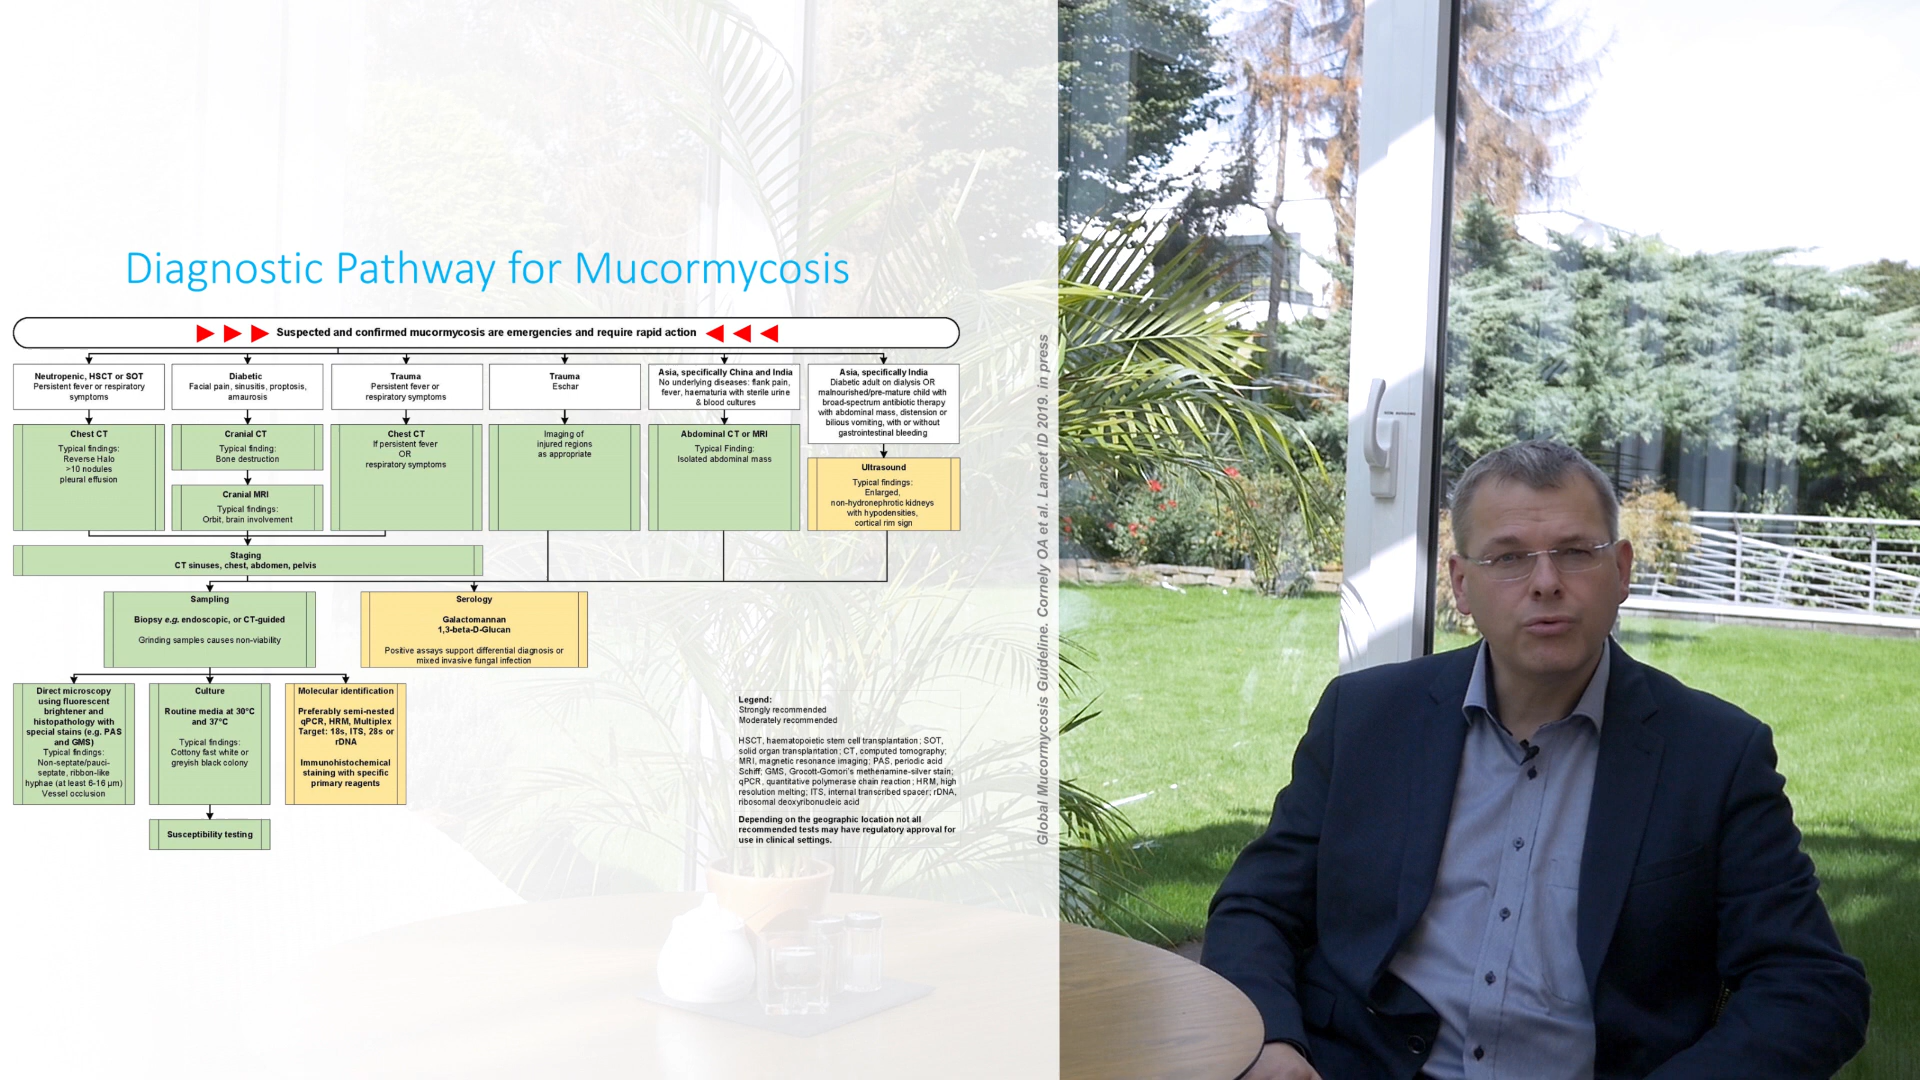 Diagnostic Pathway for Mucormycosis
Suspected and confirmed mucormycosis are emergencies and require rapid action
Neutropenic, HSCT or SOT
Persistent fever or respiratory
symptoms
Diabetic
Facial pain, sinusitis, proptosis,
amaurosis
Trauma
Persistent fever or
respiratory symptoms
Trauma
Eschar
Asia, specifically China and India
No underlying diseases: flank pain,
fever, haematuria with sterile urine
& blood cultures
Asia, specifically India
Diabetic adult on dialysis OR
malnourished/pre-mature child with
broad-spectrum antibiotic therapy
with abdominal mass, distension or
bilious vomiting, with or without
gastrointestinal bleeding
Chest CT
Typical findings:
Reverse Halo
>10 nodules
pleural effusion
Cranial CT
Typical finding:
Bone destruction
Cranial MRI
Typical findings:
Orbit, brain involvement
Chest CT
If persistent fever
OR
respiratory symptoms
Imaging of
injured regions
as appropriate
Abdominal CT or MRI
Typical Finding:
Isolated abdominal mass
Ultrasound
Typical findings:
Enlarged,
non-hydronephrotic kidneys
with hypodensities,
cortical rim sign
Staging
CT sinuses, chest, abdomen, pelvis
Sampling
Biopsy e.g. endoscopic, or CT-guided
Grinding samples causes non-viability
Serology
Galactomannan
1,3-beta-D-Glucan
Positive assays support differential diagnosis or
mixed invasive fungal infection
Direct microscopy
using fluorescent
brightener and
histopathology with
special stains (e.g. PAS
and GMS)
Typical findings:
Non-septate/pauci-
septate, ribbon-like
hyphae (at least 6-16 µm)
Vessel occlusion
Culture
Routine media at 30°C
and 37°C
Typical findings:
Cottony fast white or
greyish black colony
Molecular identification
Preferably semi-nested
qPCR, HRM, Multiplex
Target: 18s, ITS, 28s or
rDNA
Immunohistochemical
staining with specific
primary reagents
Susceptibility testing
Legend:
Strongly recommended
Moderately recommended
HSCT, haematopoietic stem cell transplantation; SOT,
solid organ transplantation; CT, computed tomography;
MRI, magnetic resonance imaging; PAS, periodic acid
Schiff; GMS, Grocott-Gomori's methenamine-silver stain;
qPCR, quantitative polymerase chain reaction; HRM, high
resolution melting; ITS, internal transcribed spacer; rDNA,
ribosomal deoxyribonucleic acid
Depending on the geographic location not all
recommended tests may have regulatory approval for
use in clinical settings.
Global Mucormycosis Guideline. Cornely OA et al. Lancet ID 2019. in press